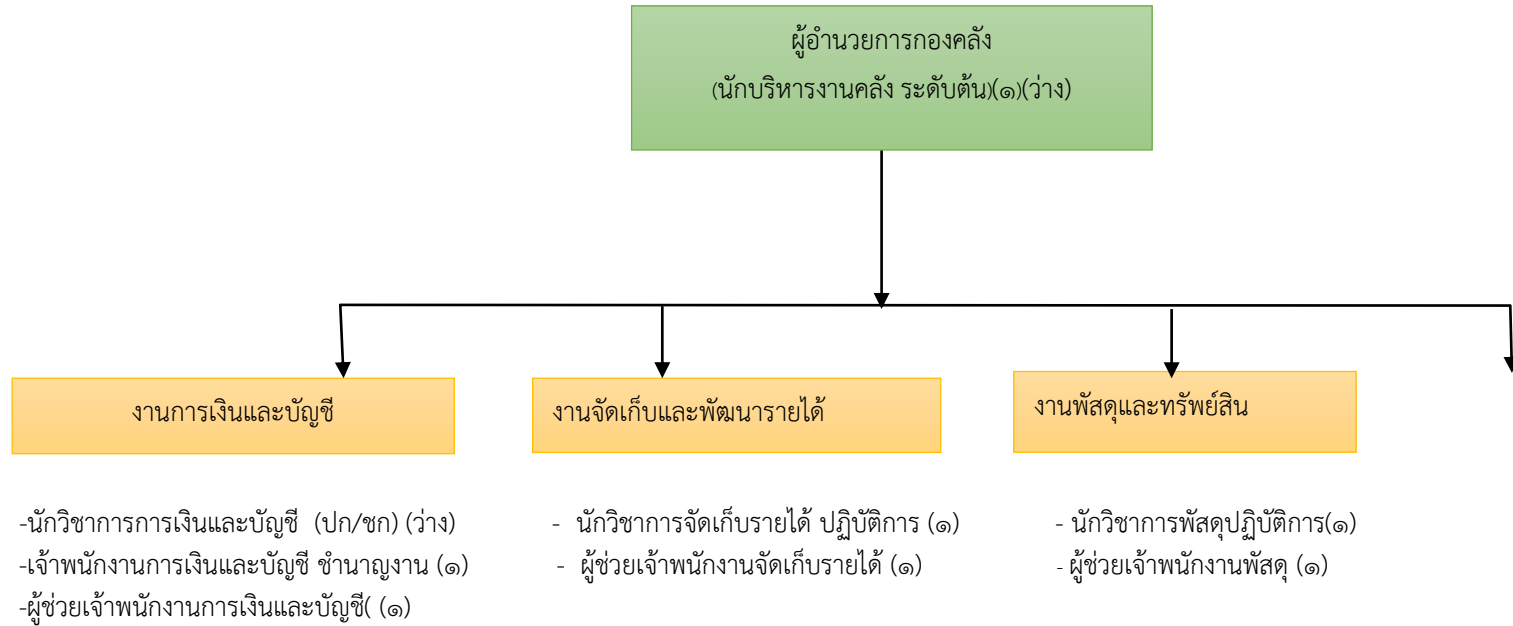 ผู้อำนวยการกองคลัง
(นักบริหารงานคลัง ระดับต้น)(๑)(ว่าง)
งานการเงินและบัญชี
-นักวิชาการการเงินและบัญชี (ปก/ชก) (ว่าง)
-เจ้าพนักงานการเงินและบัญชี ชำนาญงาน (๑)
-ผู้ช่วยเจ้าพนักงานการเงินและบัญชี( (๑)
งานจัดเก็บและพัฒนารายได้
- นักวิชาการจัดเก็บรายได้ ปฏิบัติการ (๑)
- ผู้ช่วยเจ้าพนักงานจัดเก็บรายได้ (๑)
งานพัสดุและทรัพย์สิน
- นักวิชาการพัสดุปฏิบัติการ(๑)
- ผู้ช่วยเจ้าพนักงานพัสดุ (๑)